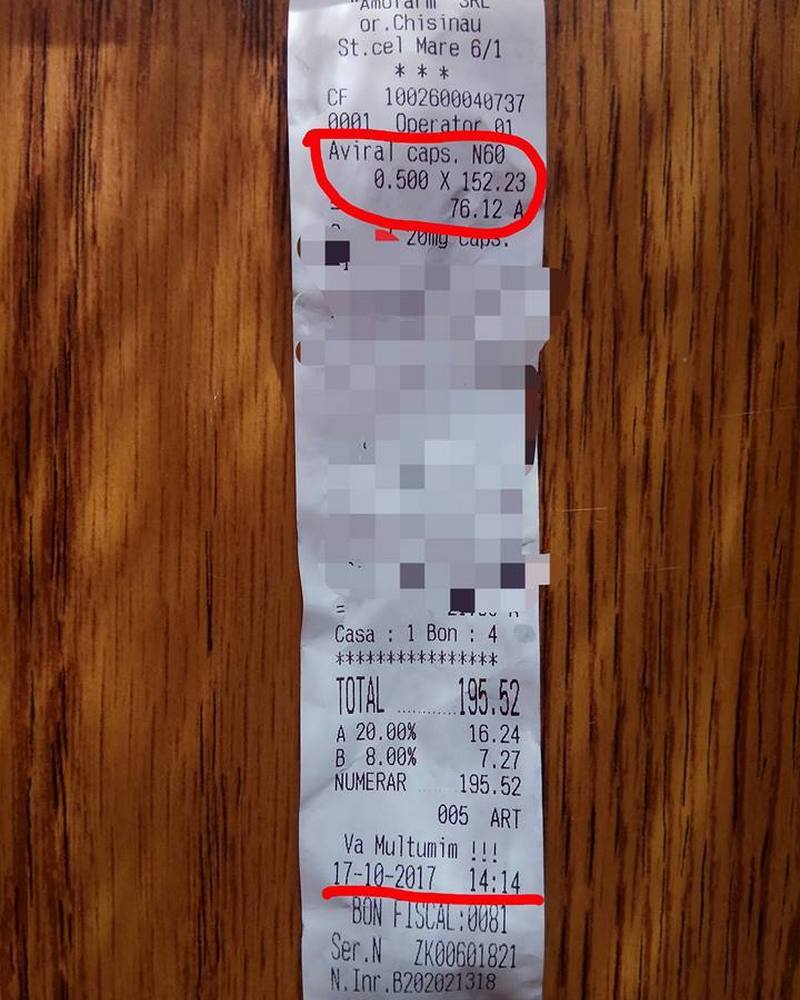 "Amofarm" SRL
or.Chisinau
St.cel Mare 6/1
* * *
CF 1002600040737
0001 Operator 01
Aviral caps. N60
0.500 X 152.23
= 76.12 A
20mg caps.
=
Casa : 1 Bon : 4
****************
TOTAL ............195.52
A 20.00% 16.24
B 8.00% 7.27
NUMERAR ....... 195.52
005 ART
Va Multumim !!!
17-10-2017 14:14
BON FISCAL:0081
Ser.N ZK00601821
N.Inr.B202021318